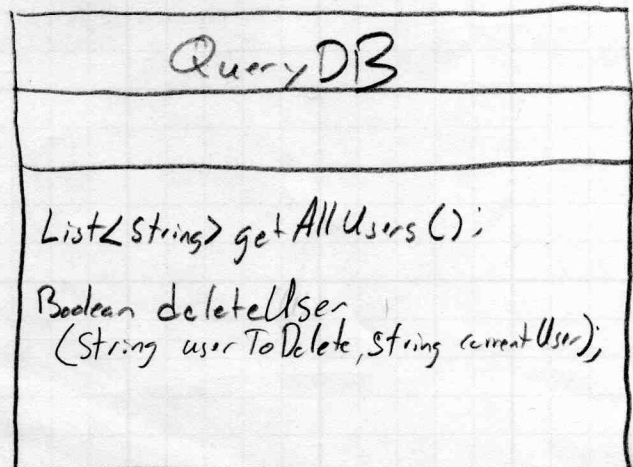 QueryDB
List<String> getAllUsers();
Boolean deleteUser
(String userToDelete, String currentUser);